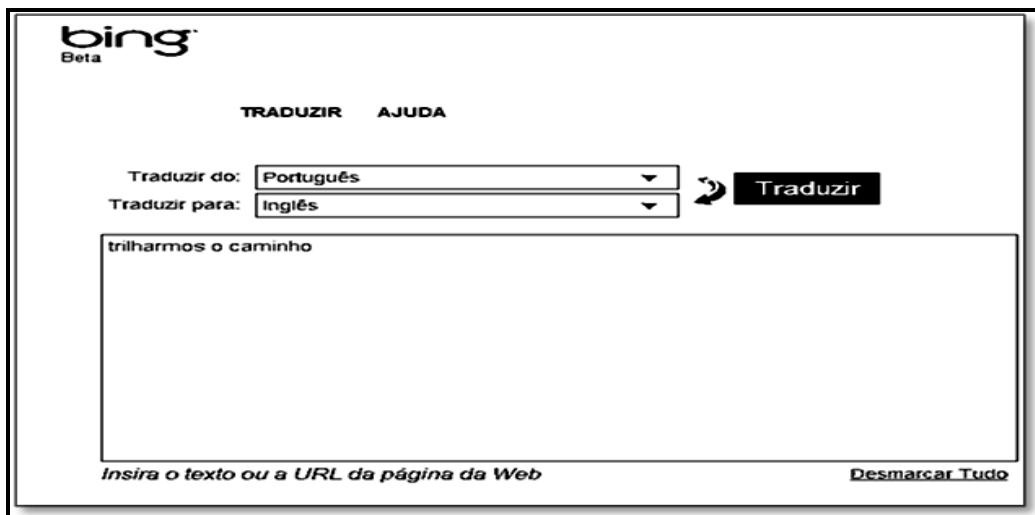 bing
Beta
TRADUZIR AJUDA
Traduzir do: Português
Traduzir para: Inglês
Traduzir
trilharmos o caminho
Insira o texto ou a URL da página da Web Desmarcar Tudo